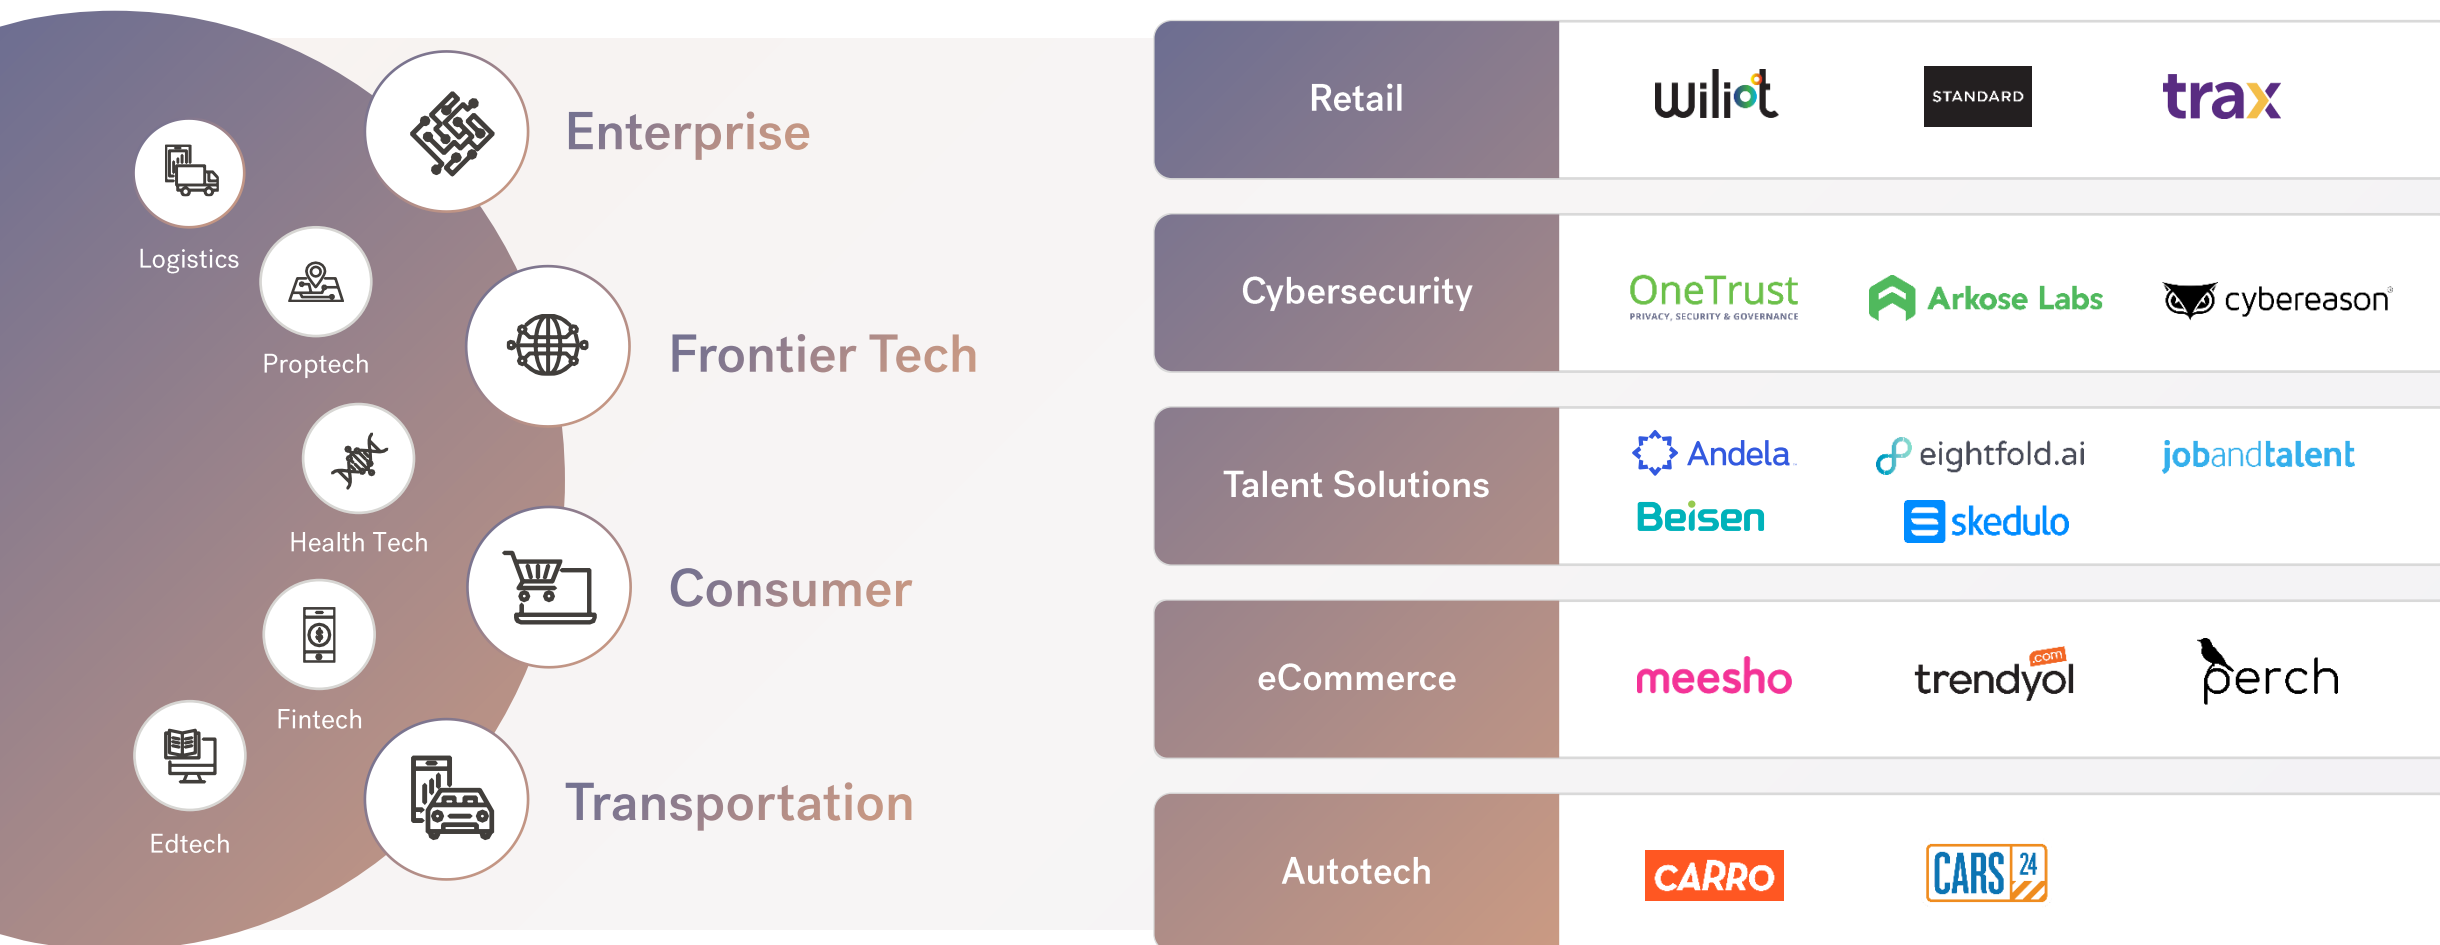 Enterprise
Logistics
Proptech
Frontier Tech
Health Tech
Consumer
Fintech
Transportation
Edtech
Retail
wiliot
STANDARD
trax
Cybersecurity
OneTrust
PRIVACY, SECURITY & GOVERNANCE
Arkose Labs
cybereason®
Talent Solutions
Andela
eightfold.ai
jobandtalent
Beisen
skedulo
eCommerce
meesho
trendyol
.com
perch
Autotech
CARRO
CARS 24